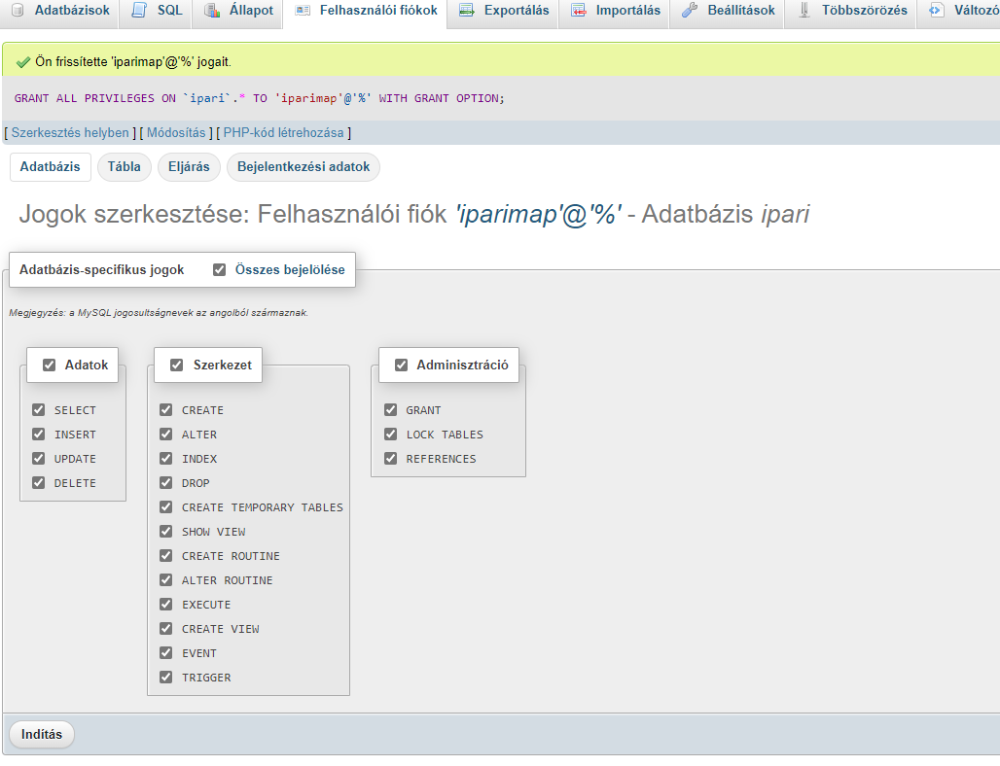 Adatbázisok SQL Állapot Felhasználói fiókok Exportálás Importálás Beállítások Többszörözés Változó
Ön frissítette 'iparimap'@'%' jogait.
GRANT ALL PRIVILEGES ON `ipari`.* TO 'iparimap'@'%' WITH GRANT OPTION;
[ Szerkesztés helyben ] [ Módosítás ] [ PHP-kód létrehozása ]
Adatbázis Tábla Eljárás Bejelentkezési adatok
Jogok szerkesztése: Felhasználói fiók 'iparimap'@'%' - Adatbázis ipari
Adatbázis-specifikus jogok Összes bejelölése
Megjegyzés: a MySQL jogosultságnevek az angolból származnak.
Adatok
SELECT
INSERT
UPDATE
DELETE
Szerkezet
CREATE
ALTER
INDEX
DROP
CREATE TEMPORARY TABLES
SHOW VIEW
CREATE ROUTINE
ALTER ROUTINE
EXECUTE
CREATE VIEW
EVENT
TRIGGER
Adminisztráció
GRANT
LOCK TABLES
REFERENCES
Indítás